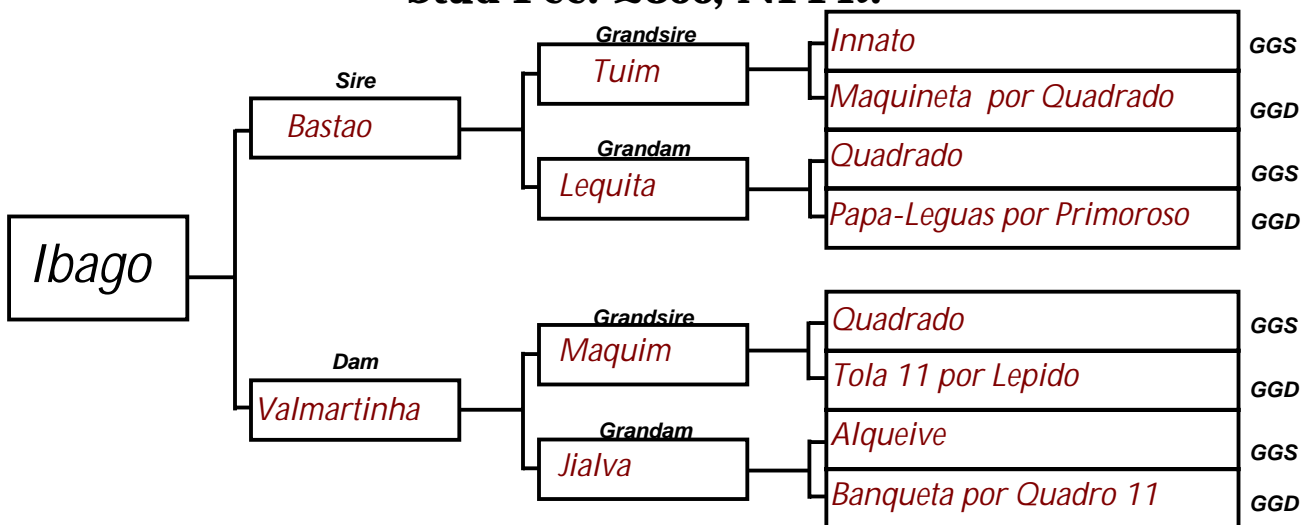 Grandsire
Innato
GGS
Tuim
Sire
Maquineta por Quadrado
GGD
Bastao
Grandam
Quadrado
GGS
Lequita
Papa-Leguas por Primoroso
GGD
Ibago
Grandsire
Quadrado
GGS
Maquim
Dam
Tola 11 por Lepido
GGD
Valmartinha
Grandam
Alqueive
GGS
Jialva
Banqueta por Quadro 11
GGD